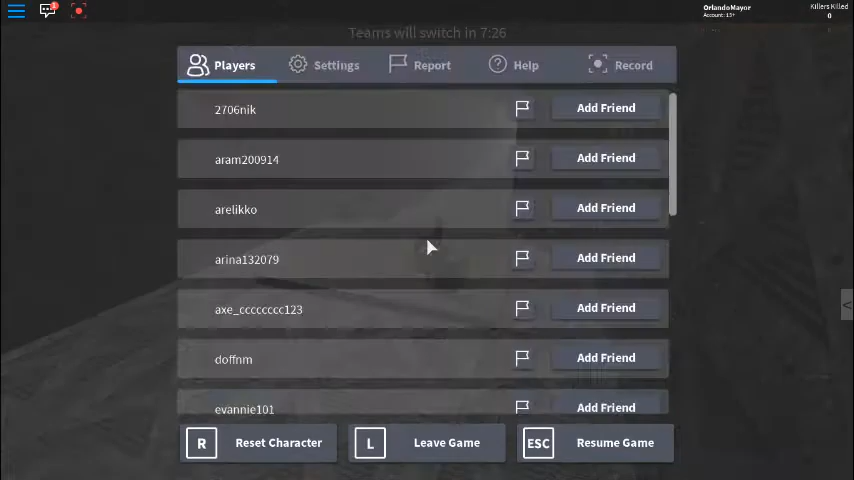 OrlandoMayor
Account: 13+
Killers Killed
0
Teams will switch in 7:26
Players
Settings
Report
Help
Record
2706nik
Add Friend
aram200914
Add Friend
arelikko
Add Friend
arina132079
Add Friend
axe_cccccccc123
Add Friend
doffnm
Add Friend
evannie101
Add Friend
R
Reset Character
L
Leave Game
ESC
Resume Game